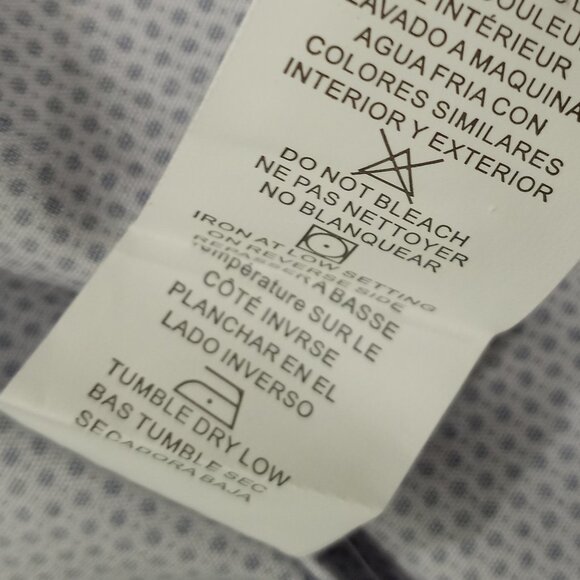 COULEUR
INTÉRIEUR
LAVADO A MAQUINA
AGUA FRIA CON
COLORES SIMILARES
INTERIOR Y EXTERIOR
DO NOT BLEACH
NE PAS NETTOYER
NO BLANQUEAR
IRON AT LOW SETTING
ON REVERSE SIDE
REPASSER À BASSE
température SUR LE
CÔTÉ INVRSE
PLANCHAR EN EL
LADO INVERSO
TUMBLE DRY LOW
BAS TUMBLE SEC
SECADORA BAJA